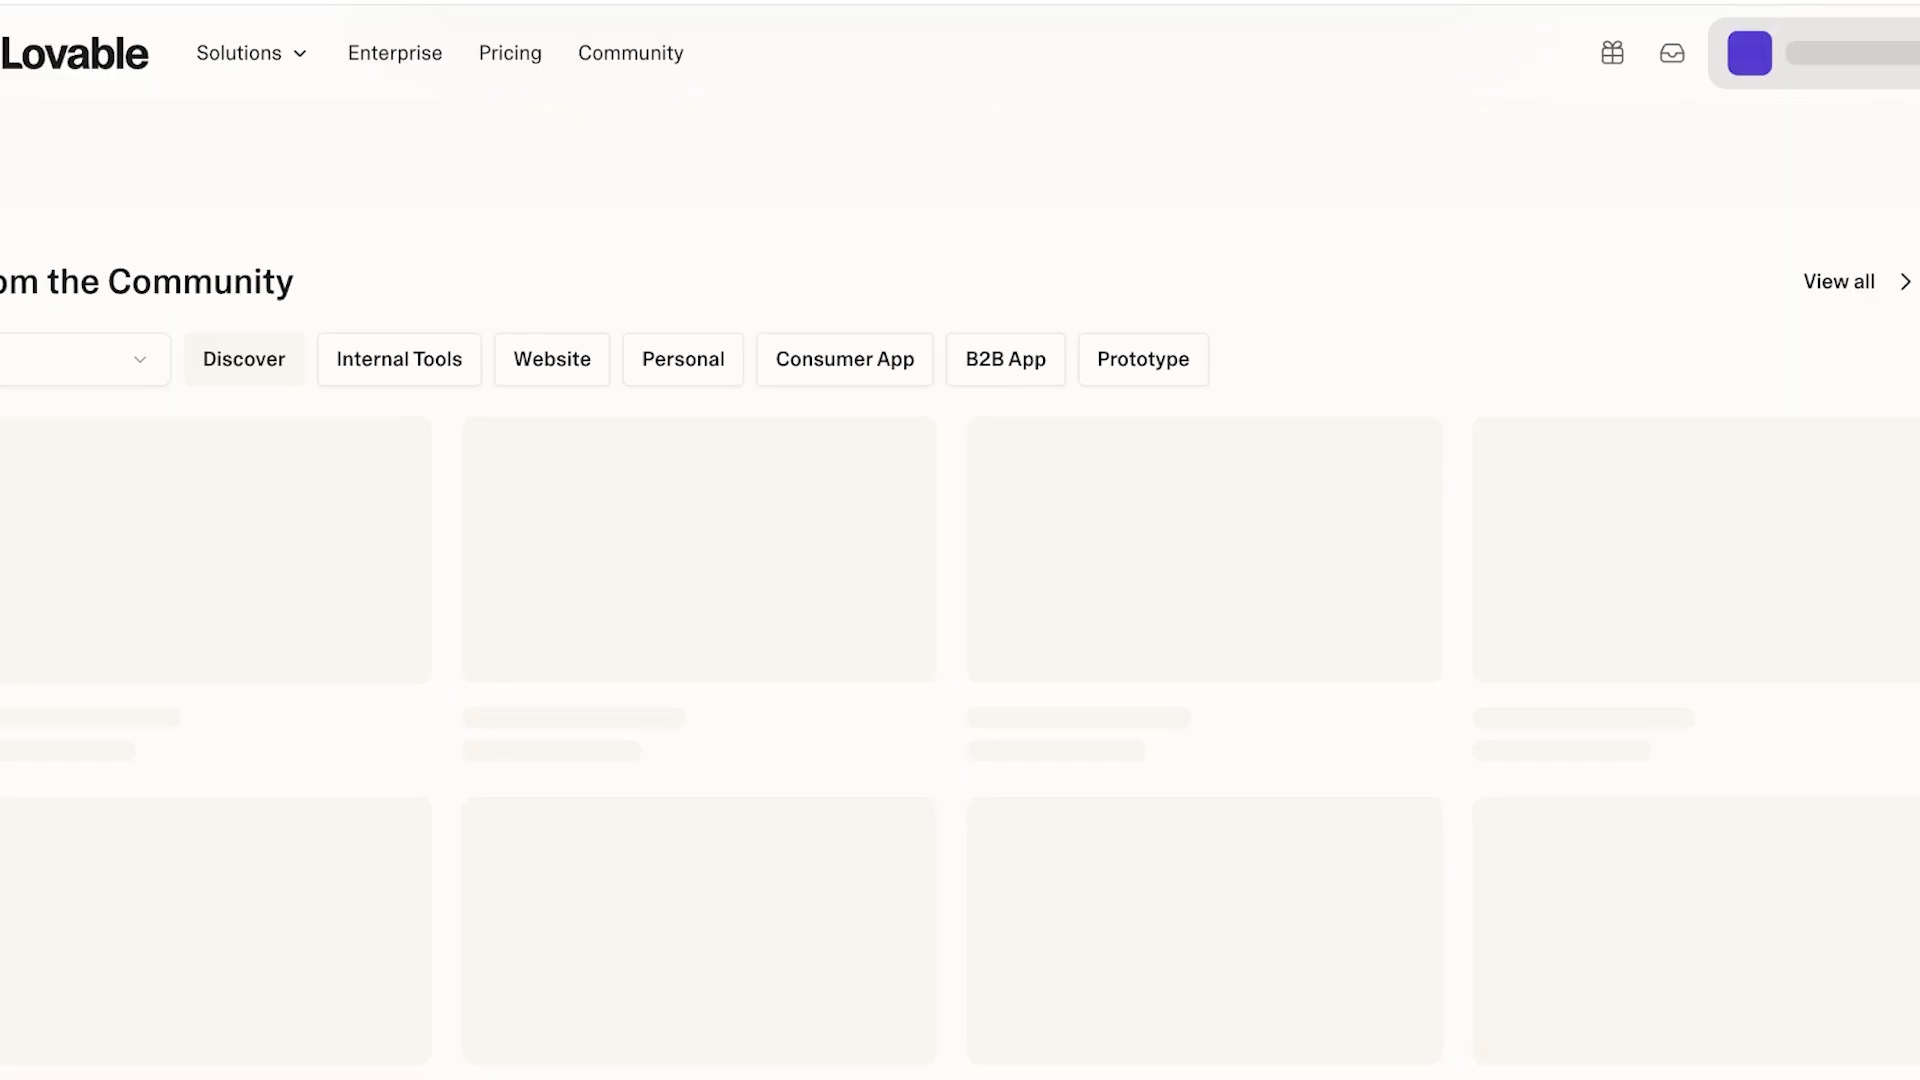 Lovable Solutions Enterprise Pricing Community
om the Community View all
Discover Internal Tools Website Personal Consumer App B2B App Prototype